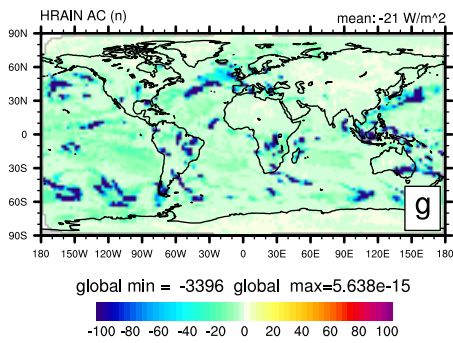 HRAIN AC (n) mean: -21 W/m^2
90N
60N
30N
0
30S
60S
90S
g
180 150W 120W 90W 60W 30W 0 30E 60E 90E 120E 150E 180
global min = -3396 global max=5.638e-15
-100 -80 -60 -40 -20 0 20 40 60 80 100